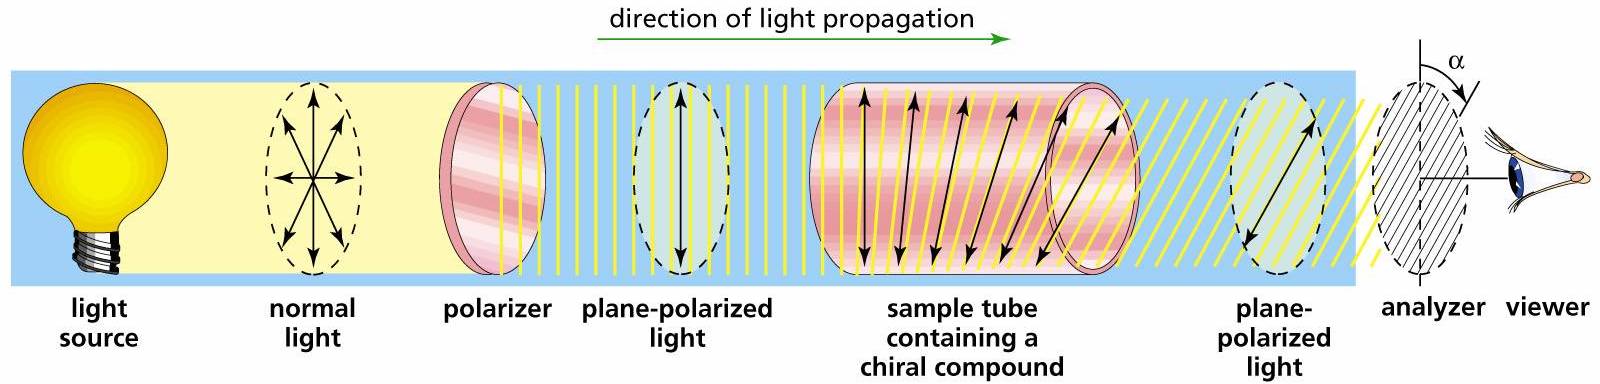 direction of light propagation
α
light
source
normal
light
polarizer
plane-polarized
light
sample tube
containing a
chiral compound
plane-
polarized
light
analyzer
viewer